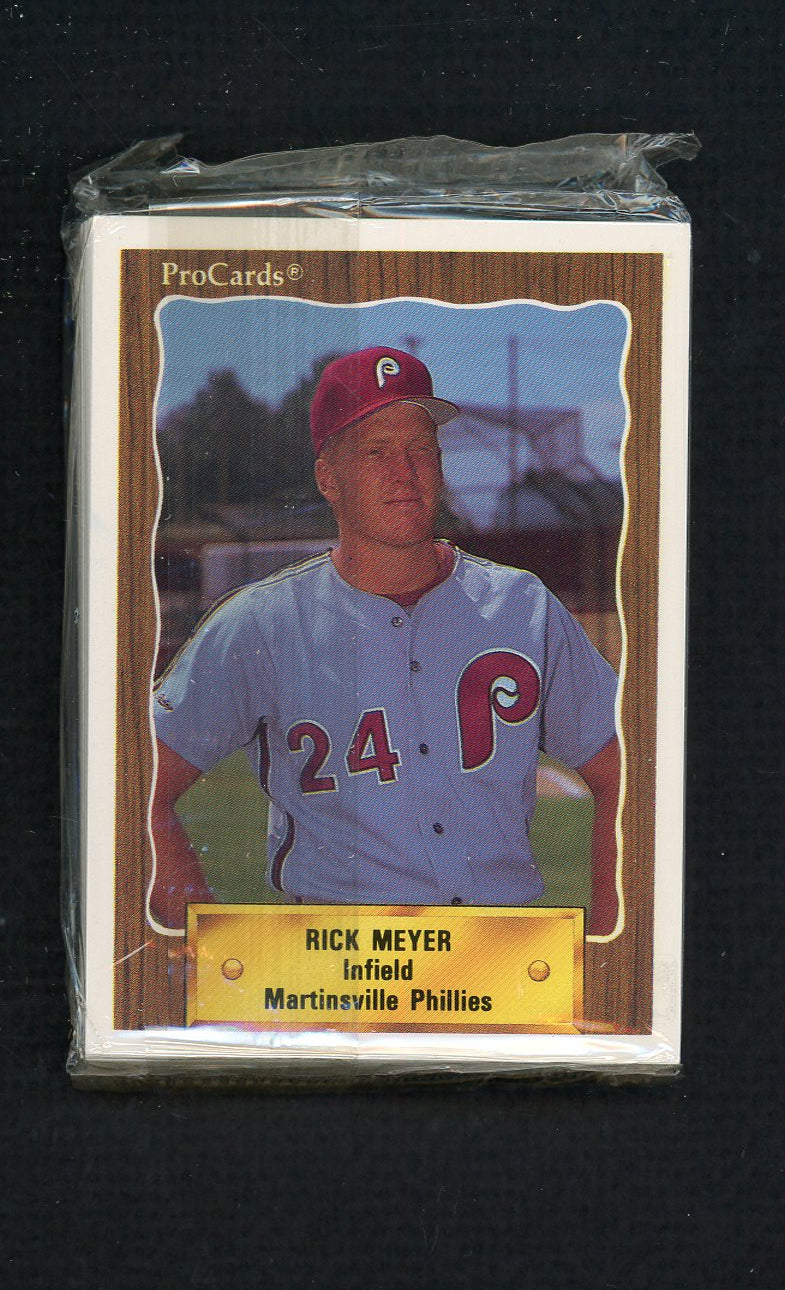 ProCards®
P
24 P
RICK MEYER
Infield
Martinsville Phillies